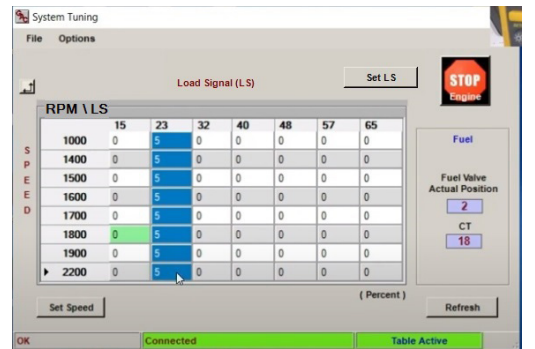 System Tuning
File Options
Load Signal (LS)
Set LS
STOP
Engine
RPM \ LS
15 23 32 40 48 57 65
1000 0 5 0 0 0 0 0
1400 0 5 0 0 0 0 0
1500 0 5 0 0 0 0 0
1600 0 5 0 0 0 0 0
1700 0 5 0 0 0 0 0
1800 0 5 0 0 0 0 0
1900 0 5 0 0 0 0 0
2200 0 5 0 0 0 0 0
SPEED
Fuel
Fuel Valve
Actual Position
2
CT
18
( Percent )
Set Speed
Refresh
OK Connected Table Active